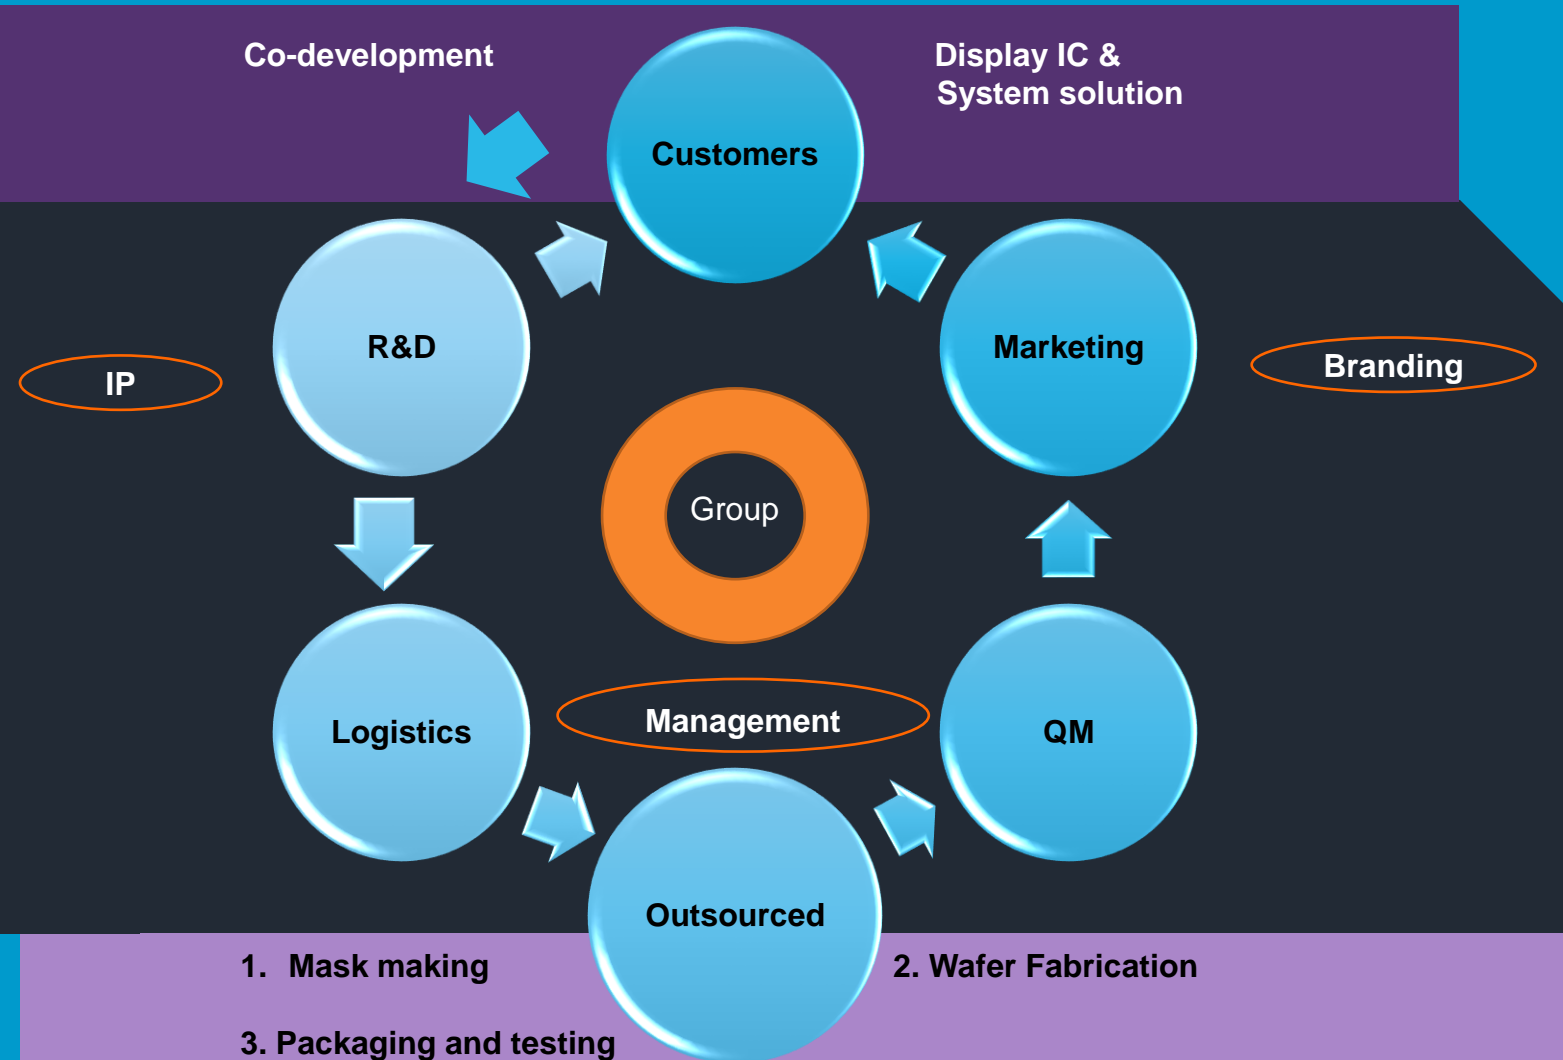 Co-development
Display IC &
System solution
Customers
R&D
Marketing
IP
Branding
Group
Logistics
Management
QM
Outsourced
1. Mask making
2. Wafer Fabrication
3. Packaging and testing